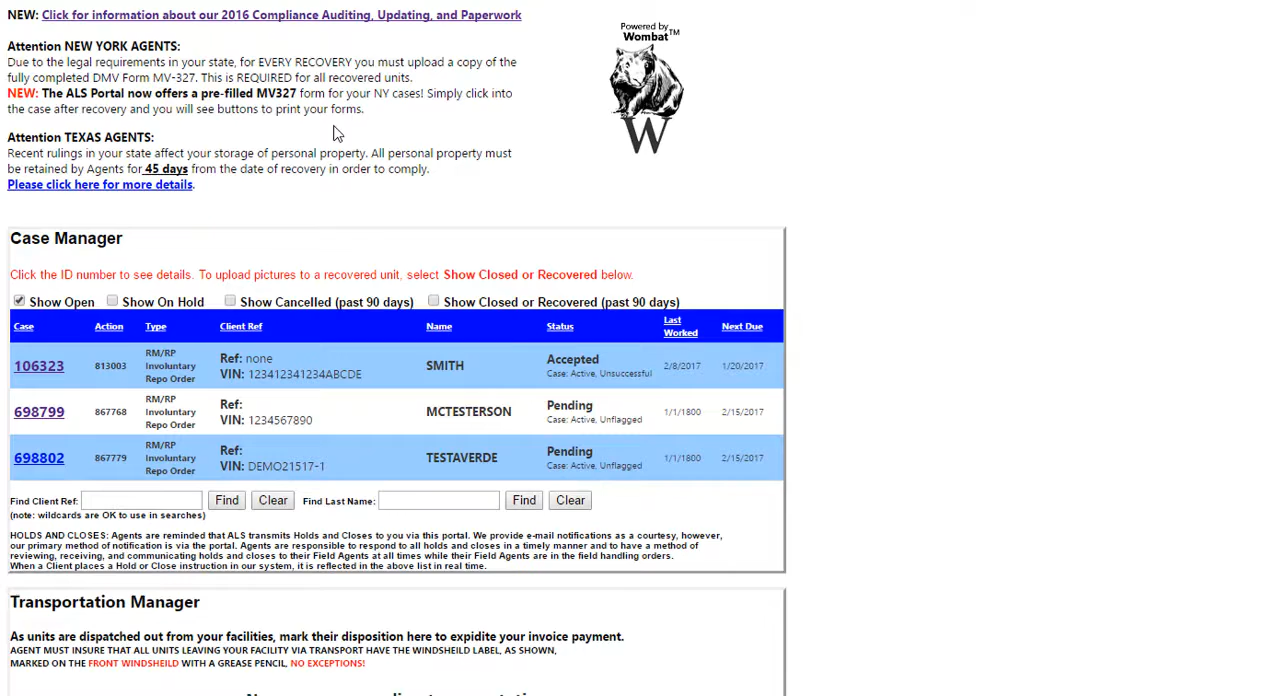 NEW: Click for information about our 2016 Compliance Auditing, Updating, and Paperwork
Powered by
Wombat™
W
Attention NEW YORK AGENTS:
Due to the legal requirements in your state, for EVERY RECOVERY you must upload a copy of the
fully completed DMV Form MV-327. This is REQUIRED for all recovered units.
NEW: The ALS Portal now offers a pre-filled MV327 form for your NY cases! Simply click into
the case after recovery and you will see buttons to print your forms.
Attention TEXAS AGENTS:
Recent rulings in your state affect your storage of personal property. All personal property must
be retained by Agents for 45 days from the date of recovery in order to comply.
Please click here for more details.
Case Manager
Click the ID number to see details. To upload pictures to a recovered unit, select Show Closed or Recovered below.
Show Open Show On Hold Show Cancelled (past 90 days) Show Closed or Recovered (past 90 days)
Case Action Type Client Ref Name Status Last Worked Next Due
106323 813003 RM/RP Involuntary Repo Order Ref: none SMITH Accepted 2/8/2017 1/20/2017
VIN: 123412341234ABCDE Case: Active, Unsuccessful
698799 867768 RM/RP Involuntary Repo Order Ref: MCTESTERSON Pending 1/1/1800 2/15/2017
VIN: 1234567890 Case: Active, Unflagged
698802 867779 RM/RP Involuntary Repo Order Ref: TESTAVERDE Pending 1/1/1800 2/15/2017
VIN: DEMO21517-1 Case: Active, Unflagged
Find Client Ref: Find Clear Find Last Name: Find Clear
(note: wildcards are OK to use in searches)
HOLDS AND CLOSES: Agents are reminded that ALS transmits Holds and Closes to you via this portal. We provide e-mail notifications as a courtesy, however,
our primary method of notification is via the portal. Agents are responsible to respond to all holds and closes in a timely manner and to have a method of
reviewing, receiving, and communicating holds and closes to their Field Agents at all times while their Field Agents are in the field handling orders.
When a Client places a Hold or Close instruction in our system, it is reflected in the above list in real time.
Transportation Manager
As units are dispatched out from your facilities, mark their disposition here to expidite your invoice payment.
AGENT MUST INSURE THAT ALL UNITS LEAVING YOUR FACILITY VIA TRANSPORT HAVE THE WINDSHEILD LABEL, AS SHOWN,
MARKED ON THE FRONT WINDSHEILD WITH A GREASE PENCIL, NO EXCEPTIONS!